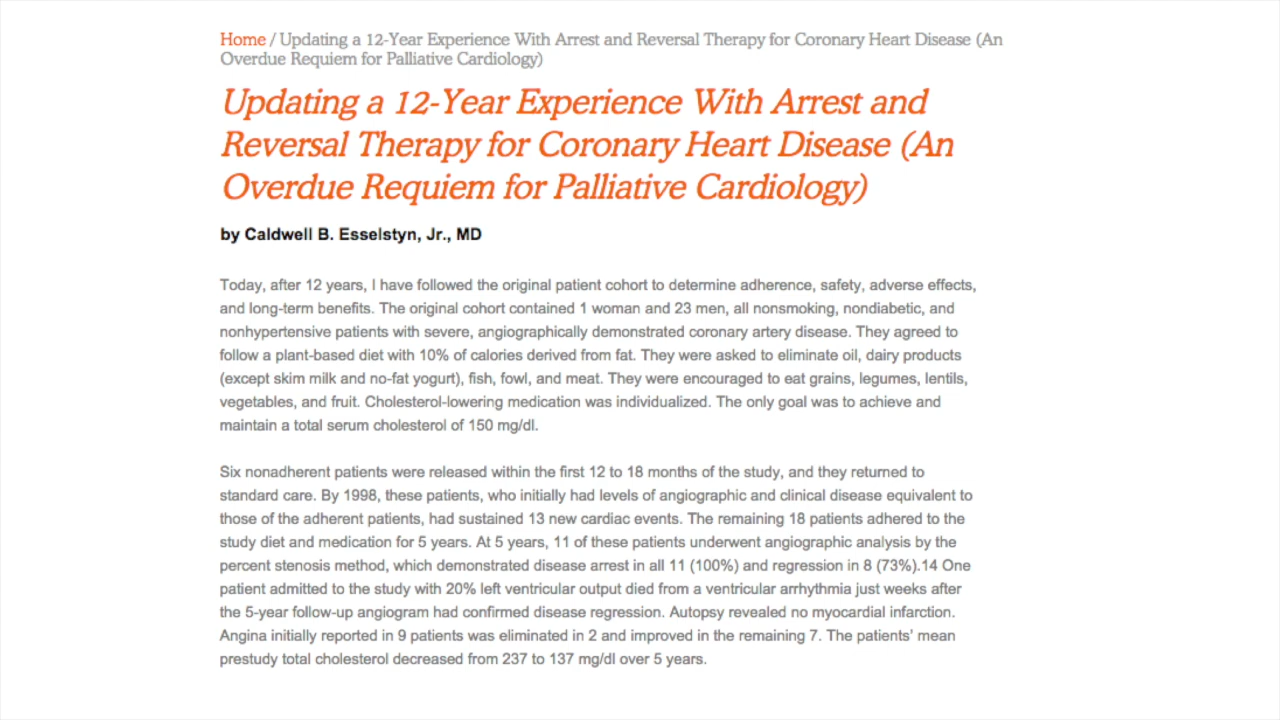 Home / Updating a 12-Year Experience With Arrest and Reversal Therapy for Coronary Heart Disease (An
Overdue Requiem for Palliative Cardiology)
Updating a 12-Year Experience With Arrest and
Reversal Therapy for Coronary Heart Disease (An
Overdue Requiem for Palliative Cardiology)
by Caldwell B. Esselstyn, Jr., MD
Today, after 12 years, I have followed the original patient cohort to determine adherence, safety, adverse effects,
and long-term benefits. The original cohort contained 1 woman and 23 men, all nonsmoking, nondiabetic, and
nonhypertensive patients with severe, angiographically demonstrated coronary artery disease. They agreed to
follow a plant-based diet with 10% of calories derived from fat. They were asked to eliminate oil, dairy products
(except skim milk and no-fat yogurt), fish, fowl, and meat. They were encouraged to eat grains, legumes, lentils,
vegetables, and fruit. Cholesterol-lowering medication was individualized. The only goal was to achieve and
maintain a total serum cholesterol of 150 mg/dl.
Six nonadherent patients were released within the first 12 to 18 months of the study, and they returned to
standard care. By 1998, these patients, who initially had levels of angiographic and clinical disease equivalent to
those of the adherent patients, had sustained 13 new cardiac events. The remaining 18 patients adhered to the
study diet and medication for 5 years. At 5 years, 11 of these patients underwent angiographic analysis by the
percent stenosis method, which demonstrated disease arrest in all 11 (100%) and regression in 8 (73%).14 One
patient admitted to the study with 20% left ventricular output died from a ventricular arrhythmia just weeks after
the 5-year follow-up angiogram had confirmed disease regression. Autopsy revealed no myocardial infarction.
Angina initially reported in 9 patients was eliminated in 2 and improved in the remaining 7. The patients' mean
prestudy total cholesterol decreased from 237 to 137 mg/dl over 5 years.